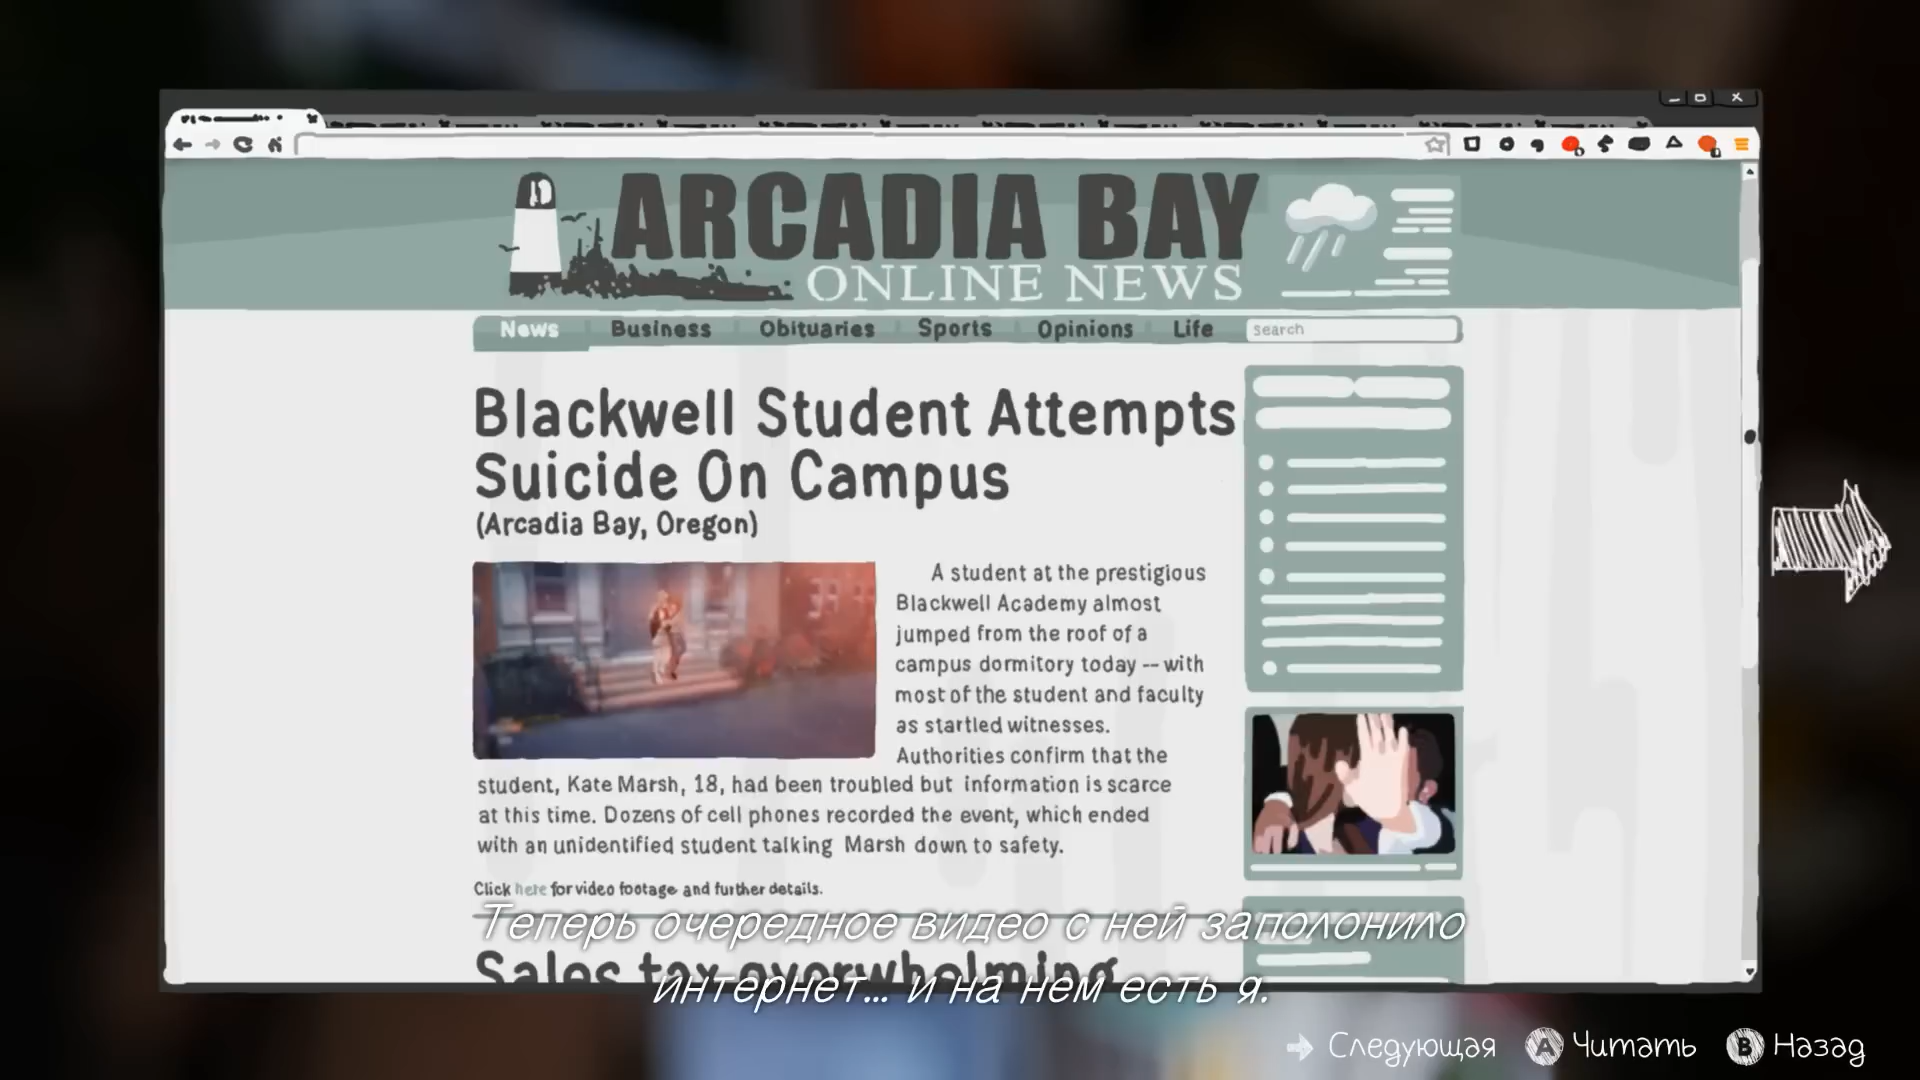 ARCADIA BAY
ONLINE NEWS
News Business Obituaries Sports Opinions Life search
Blackwell Student Attempts
Suicide On Campus
(Arcadia Bay, Oregon)
A student at the prestigious
Blackwell Academy almost
jumped from the roof of a
campus dormitory today -- with
most of the student and faculty
as startled witnesses.
Authorities confirm that the
student, Kate Marsh, 18, had been troubled but information is scarce
at this time. Dozens of cell phones recorded the event, which ended
with an unidentified student talking Marsh down to safety.
Click here for video footage and further details.
Теперь очередное видео с ней заполонило
Sales tax overwhelming
интернет... и на нем есть я.
Следующая A Читать B Назад